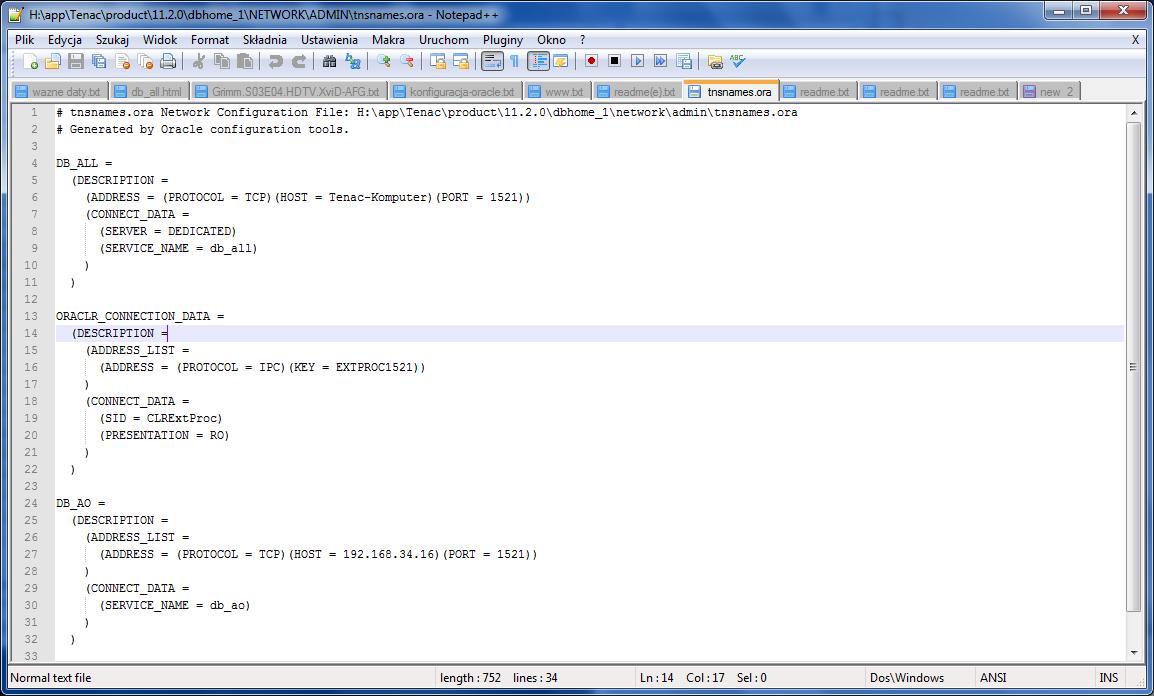 H:\app\Tenac\product\11.2.0\dbhome_1\NETWORK\ADMIN\tnsnames.ora - Notepad++
Plik Edycja Szukaj Widok Format Składnia Ustawienia Makra Uruchom Pluginy Okno ? X
wazne daty.txt db_all.html Grimm.S03E04.HDTV.XviD-AFG.txt konfiguracja-oracle.txt www.txt readme(e).txt tnsnames.ora readme.txt readme.txt readme.txt new 2
1 # tnsnames.ora Network Configuration File: H:\app\Tenac\product\11.2.0\dbhome_1\network\admin\tnsnames.ora
2 # Generated by Oracle configuration tools.
3
4 DB_ALL =
5 (DESCRIPTION =
6 (ADDRESS = (PROTOCOL = TCP)(HOST = Tenac-Komputer)(PORT = 1521))
7 (CONNECT_DATA =
8 (SERVER = DEDICATED)
9 (SERVICE_NAME = db_all)
10 )
11 )
12
13 ORACLR_CONNECTION_DATA =
14 (DESCRIPTION =
15 (ADDRESS_LIST =
16 (ADDRESS = (PROTOCOL = IPC)(KEY = EXTPROC1521))
17 )
18 (CONNECT_DATA =
19 (SID = CLRExtProc)
20 (PRESENTATION = RO)
21 )
22 )
23
24 DB_AO =
25 (DESCRIPTION =
26 (ADDRESS_LIST =
27 (ADDRESS = (PROTOCOL = TCP)(HOST = 192.168.34.16)(PORT = 1521))
28 )
29 (CONNECT_DATA =
30 (SERVICE_NAME = db_ao)
31 )
32 )
33
Normal text file length : 752 lines : 34 Ln : 14 Col : 17 Sel : 0 Dos\Windows ANSI INS